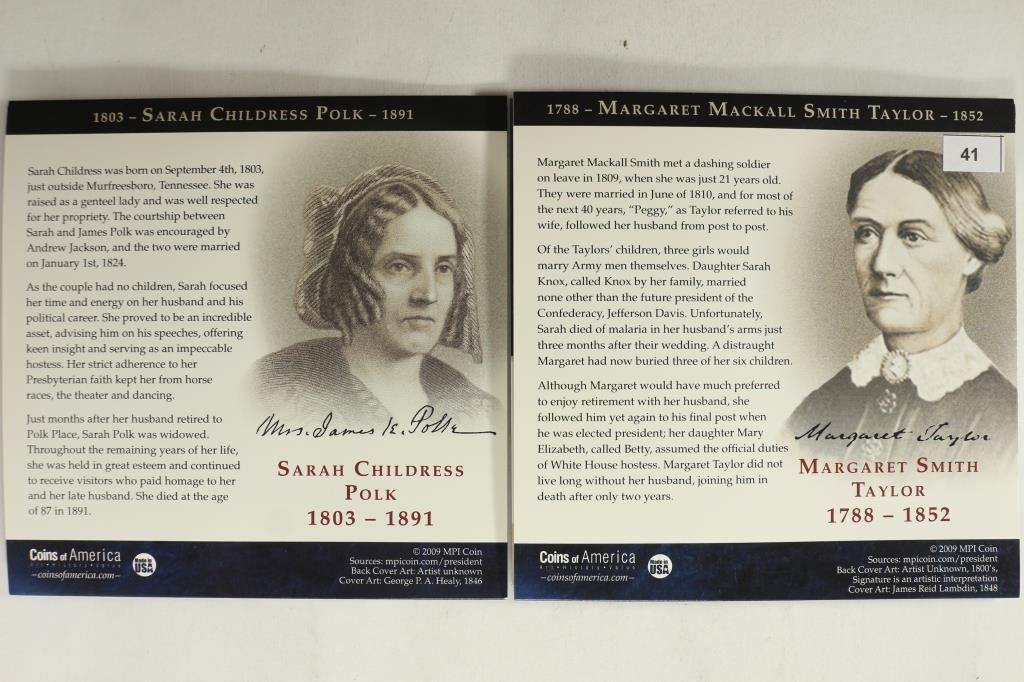 1803 – SARAH CHILDRESS POLK – 1891
Sarah Childress was born on September 4th, 1803,
just outside Murfreesboro, Tennessee. She was
raised as a genteel lady and was well respected
for her propriety. The courtship between
Sarah and James Polk was encouraged by
Andrew Jackson, and the two were married
on January 1st, 1824.
As the couple had no children, Sarah focused
her time and energy on her husband and his
political career. She proved to be an incredible
asset, advising him on his speeches, offering
keen insight and serving as an impeccable
hostess. Her strict adherence to her
Presbyterian faith kept her from horse
races, the theater and dancing.
Just months after her husband retired to
Polk Place, Sarah Polk was widowed.
Throughout the remaining years of her life,
she was held in great esteem and continued
to receive visitors who paid homage to her
and her late husband. She died at the age
of 87 in 1891.
Mrs. James K. Polk
SARAH CHILDRESS
POLK
1803 – 1891
Coins of America
Art • History • Value
–coinsofamerica.com–
Made in
USA
© 2009 MPI Coin
Sources: mpicoin.com/president
Back Cover Art: Artist unknown
Cover Art: George P. A. Healy, 1846
1788 – MARGARET MACKALL SMITH TAYLOR – 1852
41
Margaret Mackall Smith met a dashing soldier
on leave in 1809, when she was just 21 years old.
They were married in June of 1810, and for most of
the next 40 years, “Peggy,” as Taylor referred to his
wife, followed her husband from post to post.
Of the Taylors’ children, three girls would
marry Army men themselves. Daughter Sarah
Knox, called Knox by her family, married
none other than the future president of the
Confederacy, Jefferson Davis. Unfortunately,
Sarah died of malaria in her husband’s arms just
three months after their wedding. A distraught
Margaret had now buried three of her six children.
Although Margaret would have much preferred
to enjoy retirement with her husband, she
followed him yet again to his final post when
he was elected president; her daughter Mary
Elizabeth, called Betty, assumed the official duties
of White House hostess. Margaret Taylor did not
live long without her husband, joining him in
death after only two years.
Margaret Taylor
MARGARET SMITH
TAYLOR
1788 – 1852
Coins of America
Art • History • Value
–coinsofamerica.com–
Made in
USA
© 2009 MPI Coin
Sources: mpicoin.com/president
Back Cover Art: Artist Unknown, 1800’s,
Signature is an artistic interpretation
Cover Art: James Reid Lambdin, 1848